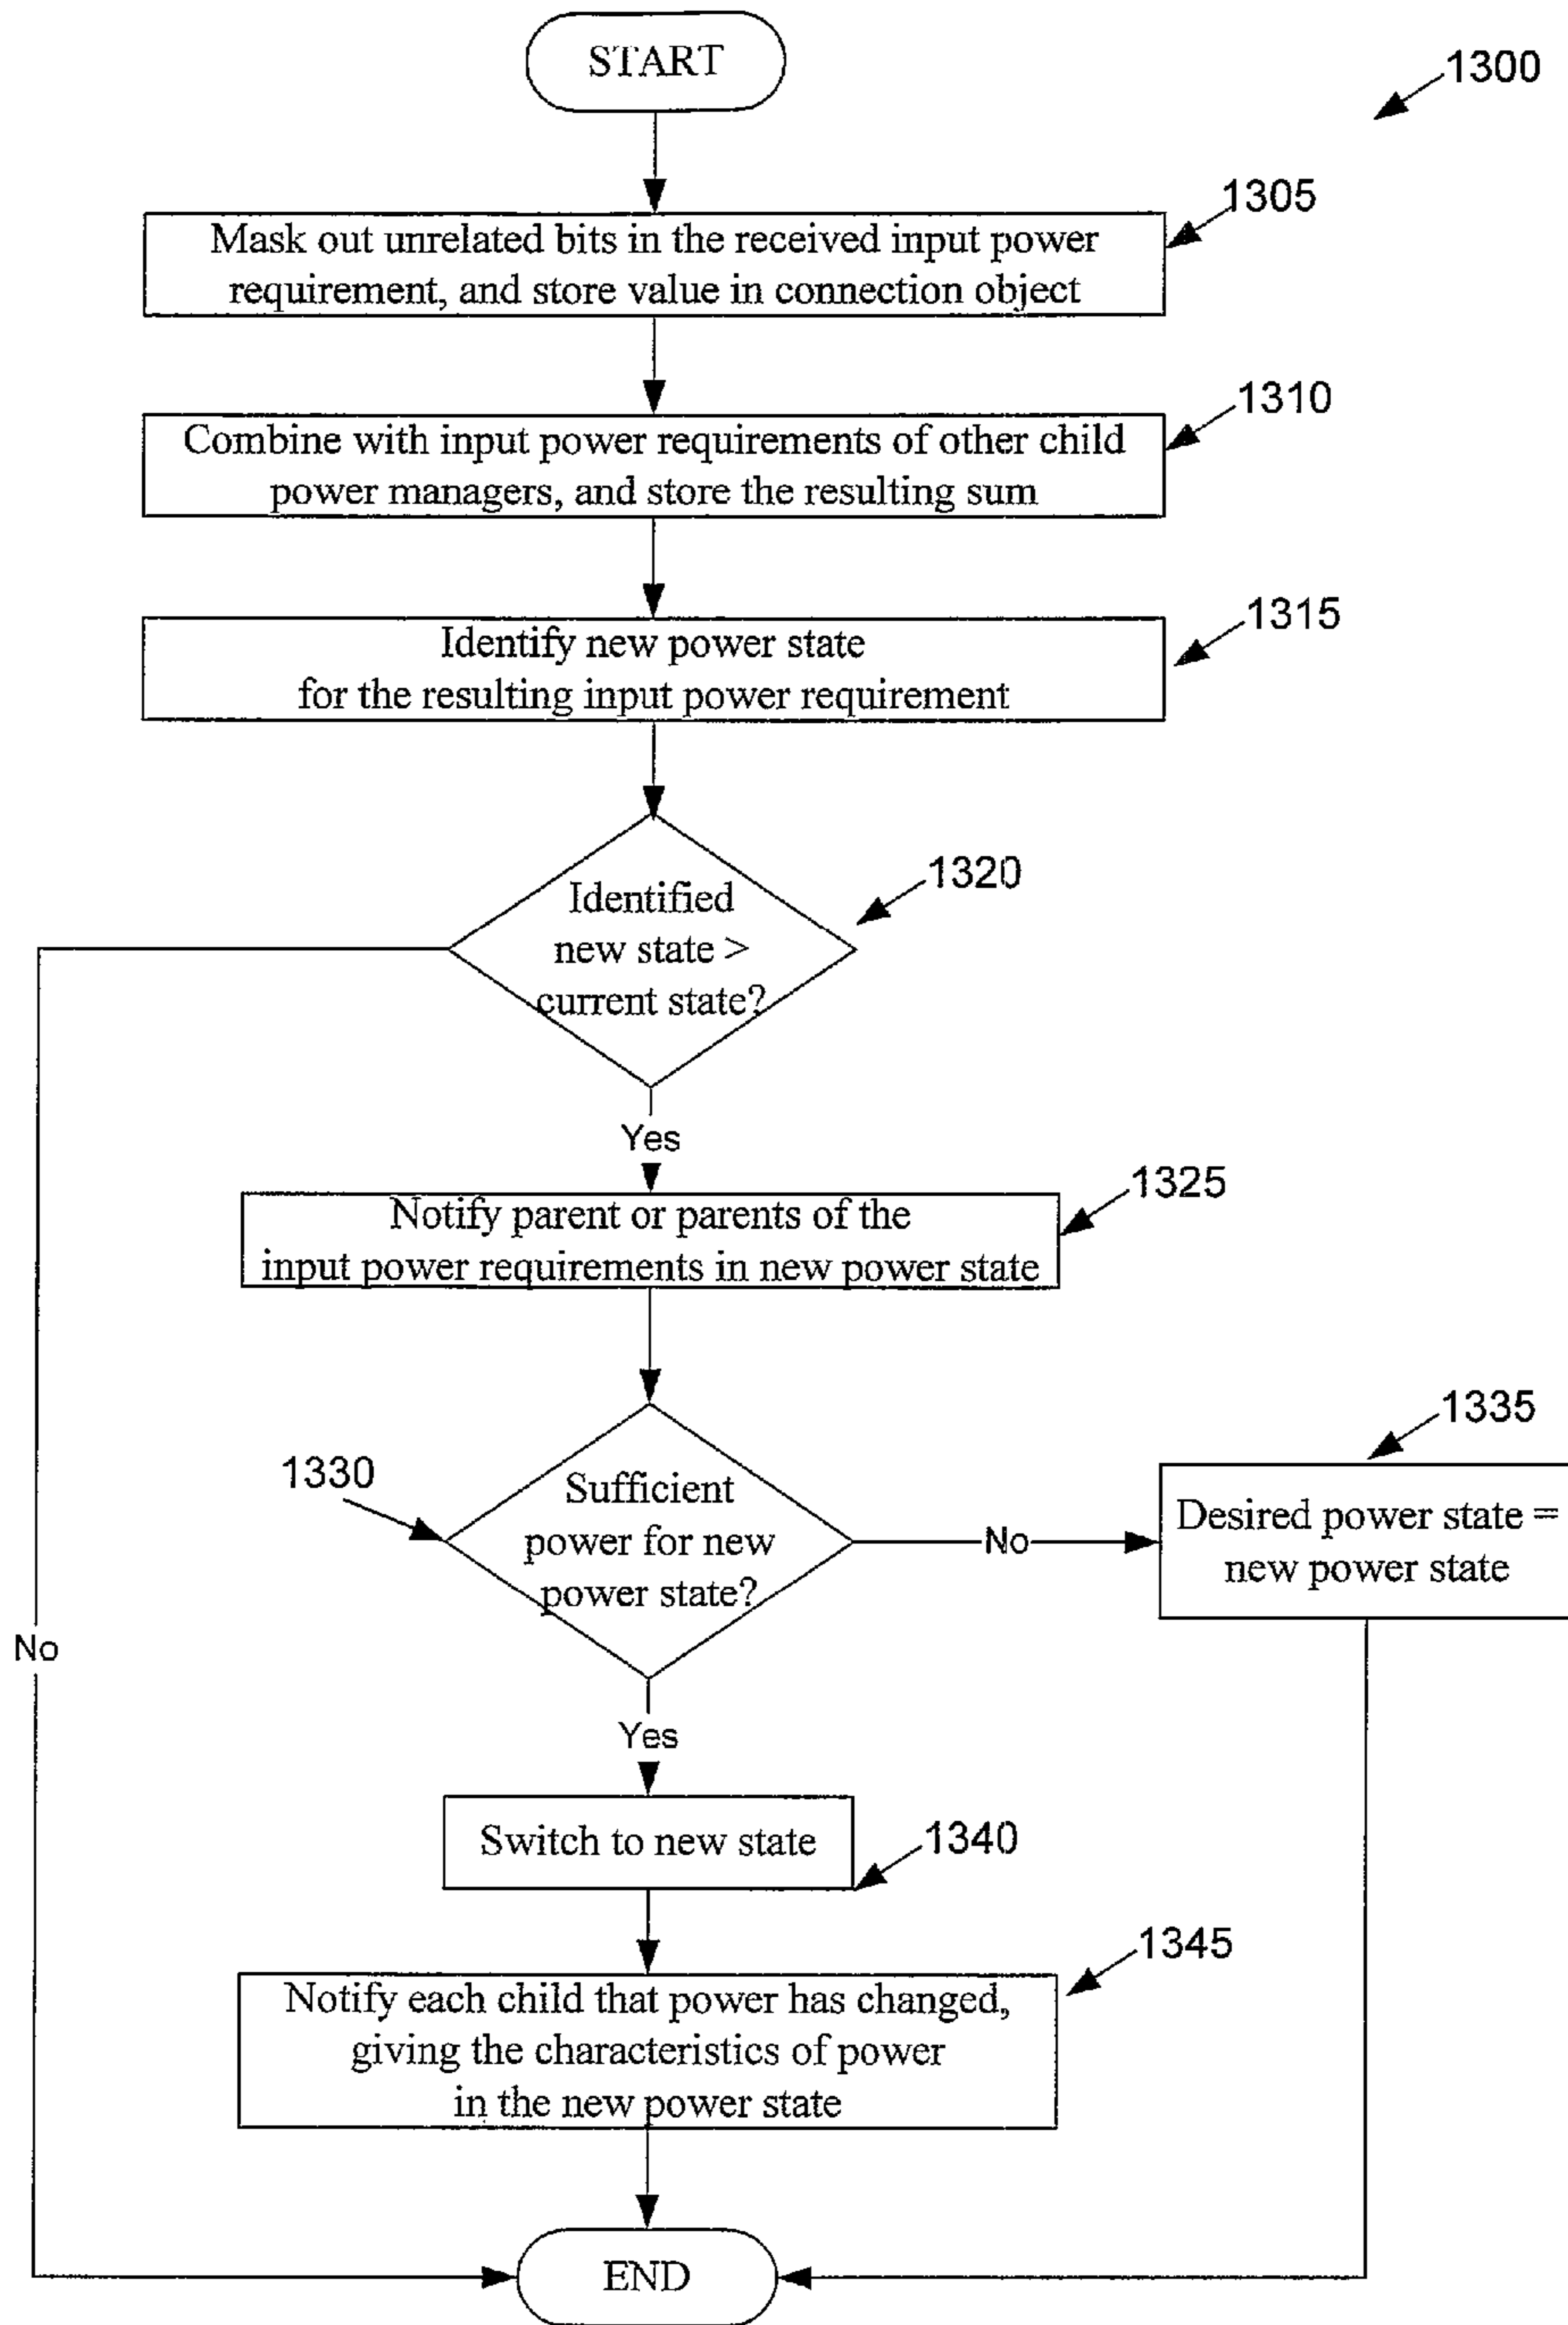 START
1300
1305
Mask out unrelated bits in the received input power
requirement, and store value in connection object
1310
Combine with input power requirements of other child
power managers, and store the resulting sum
1315
Identify new power state
for the resulting input power requirement
1320
Identified
new state >
current state?
Yes
1325
Notify parent or parents of the
input power requirements in new power state
1335
1330
Sufficient
power for new
power state?
No
Desired power state =
new power state
No
Yes
Switch to new state
1340
1345
Notify each child that power has changed,
giving the characteristics of power
in the new power state
END